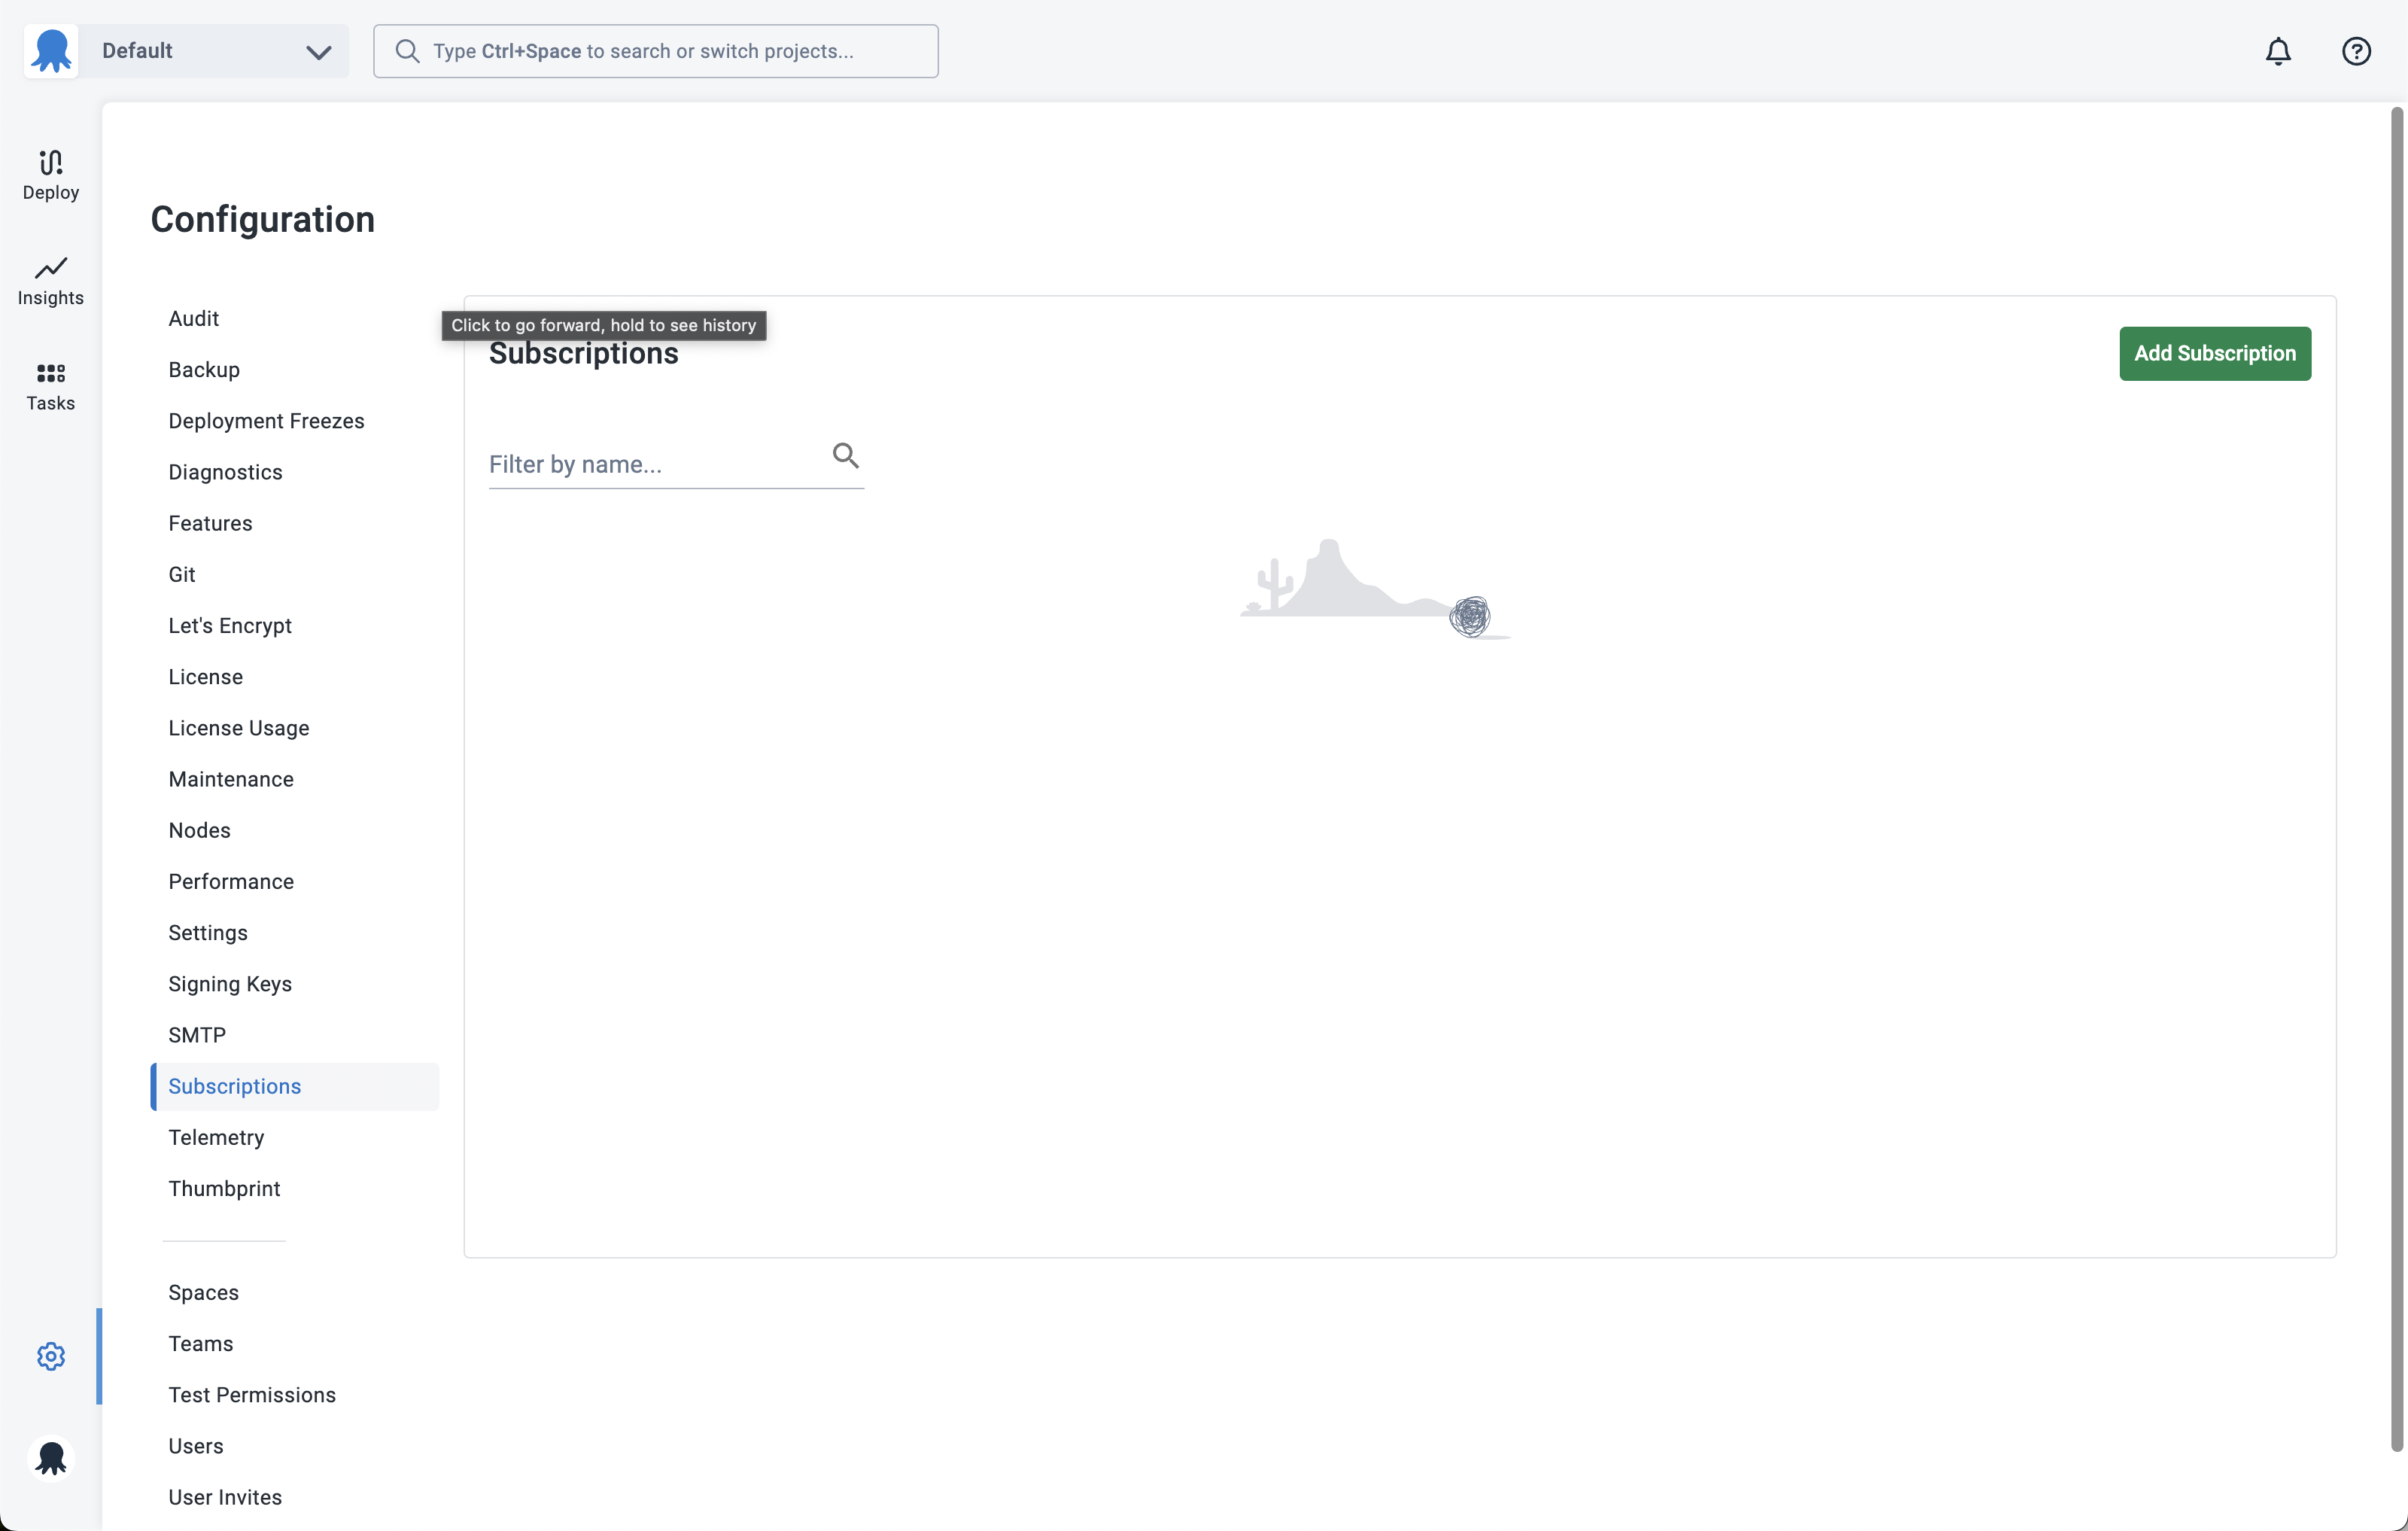 Default
Type Ctrl+Space to search or switch projects...
Deploy
Insights
Tasks
Configuration
Audit
Backup
Deployment Freezes
Diagnostics
Features
Git
Let's Encrypt
License
License Usage
Maintenance
Nodes
Performance
Settings
Signing Keys
SMTP
Subscriptions
Telemetry
Thumbprint
Spaces
Teams
Test Permissions
Users
User Invites
Click to go forward, hold to see history
Subscriptions
Add Subscription
Filter by name...